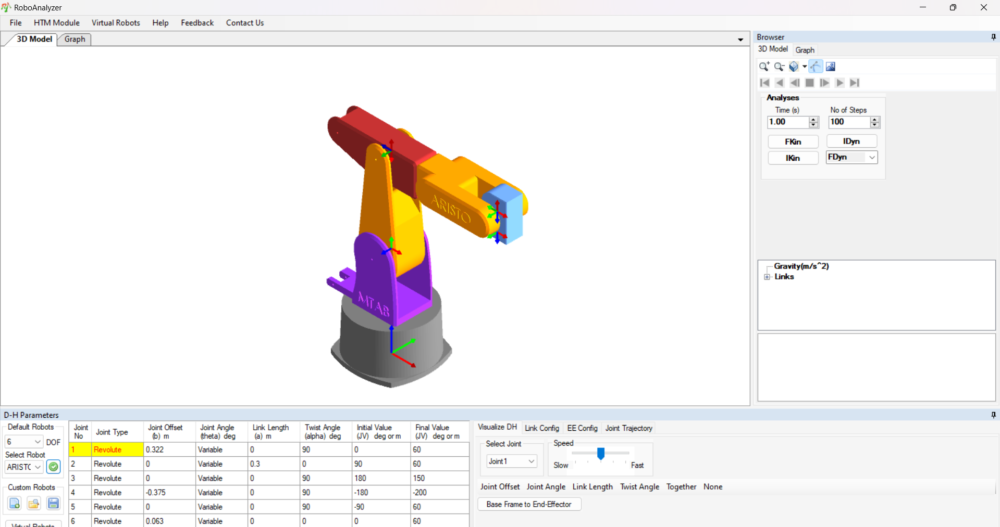 RoboAnalyzer
File HTM Module Virtual Robots Help Feedback Contact Us
3D Model Graph
Browser
3D Model Graph
Analyses
Time (s) No of Steps
1.00 100
FKin IDyn
IKin FDyn
ARISTO
MTAB
Gravity(m/s^2)
Links
D-H Parameters
Default Robots
6 DOF
Select Robot
ARISTC
Custom Robots
Virtual Robots
Joint No Joint Type Joint Offset (b) m Joint Angle (theta) deg Link Length (a) m Twist Angle (alpha) deg Initial Value (JV) deg or m Final Value (JV) deg or m
1 Revolute 0.322 Variable 0 90 0 60
2 Revolute 0 Variable 0.3 0 90 60
3 Revolute 0 Variable 0 90 180 150
4 Revolute -0.375 Variable 0 90 -180 -200
5 Revolute 0 Variable 0 90 -90 60
6 Revolute 0.063 Variable 0 0 0 60
Visualize DH Link Config EE Config Joint Trajectory
Select Joint Speed
Joint1
Slow Fast
Joint Offset Joint Angle Link Length Twist Angle Together None
Base Frame to End-Effector